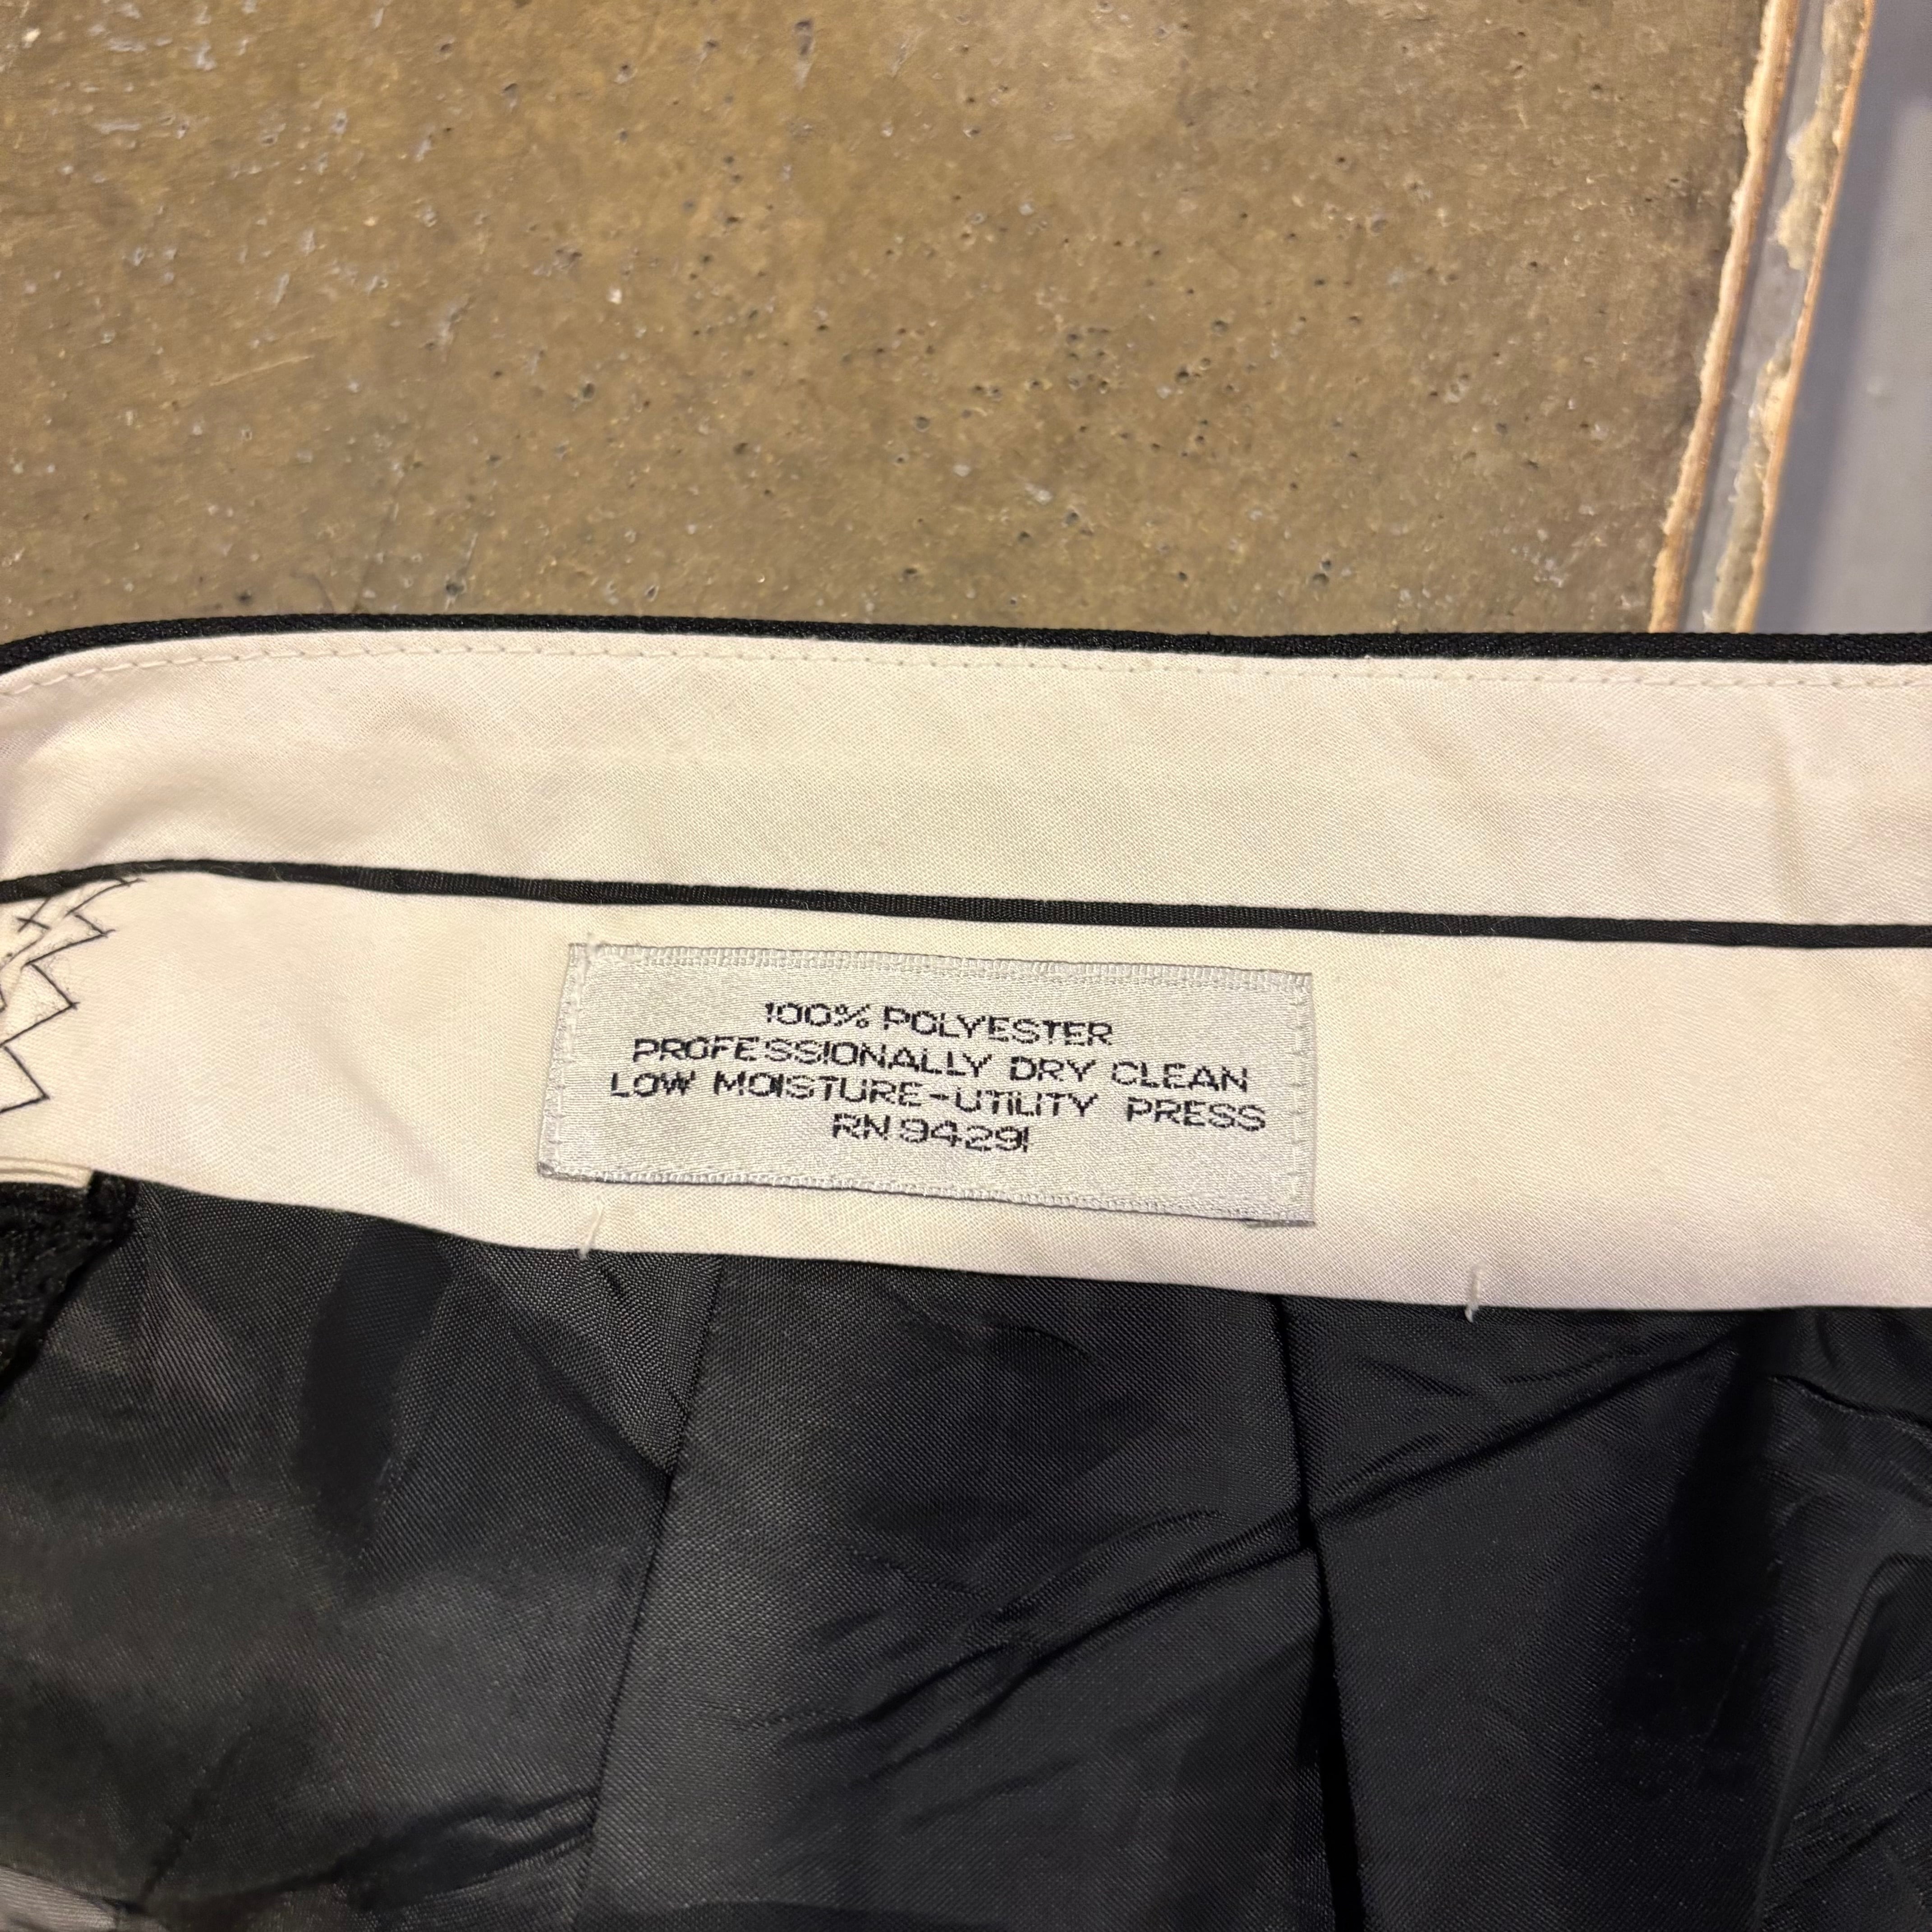 100% POLYESTER
PROFESSIONALLY DRY CLEAN
LOW MOISTURE-UTILITY PRESS
RN 94291